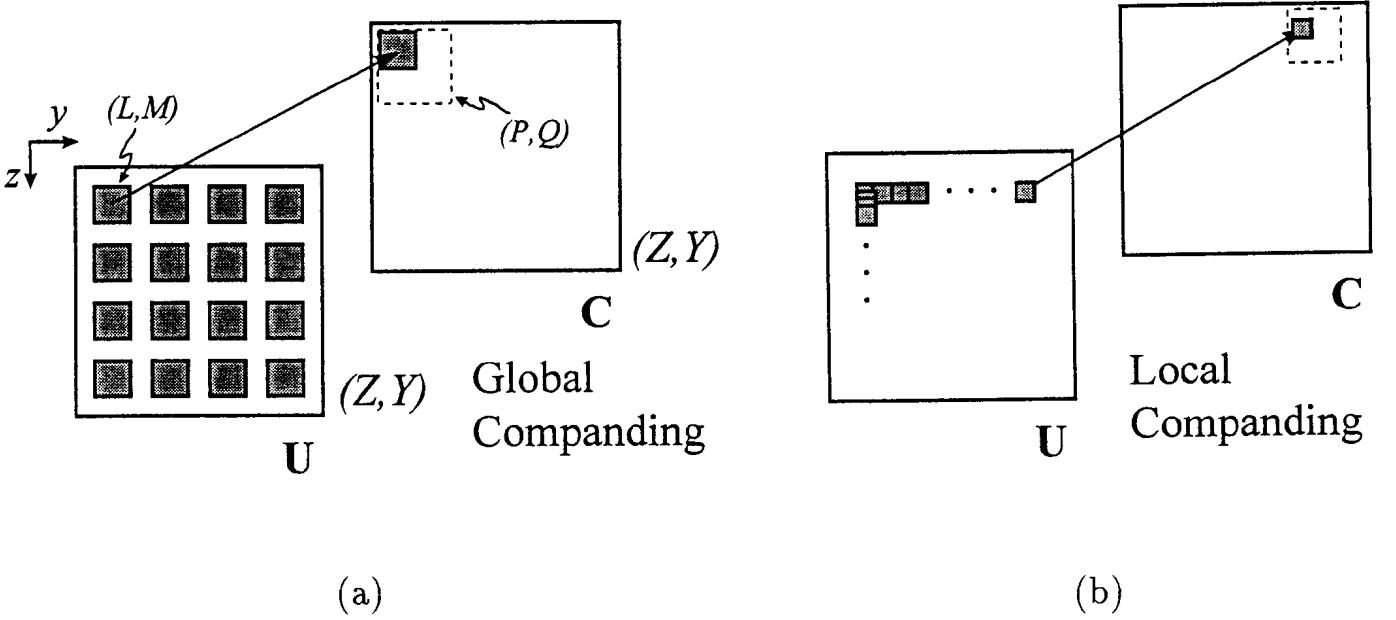 y
(L,M)
z
(P,Q)
(Z,Y)
C
(Z,Y)
U
Global
Companding
C
U
Local
Companding
(a)
(b)